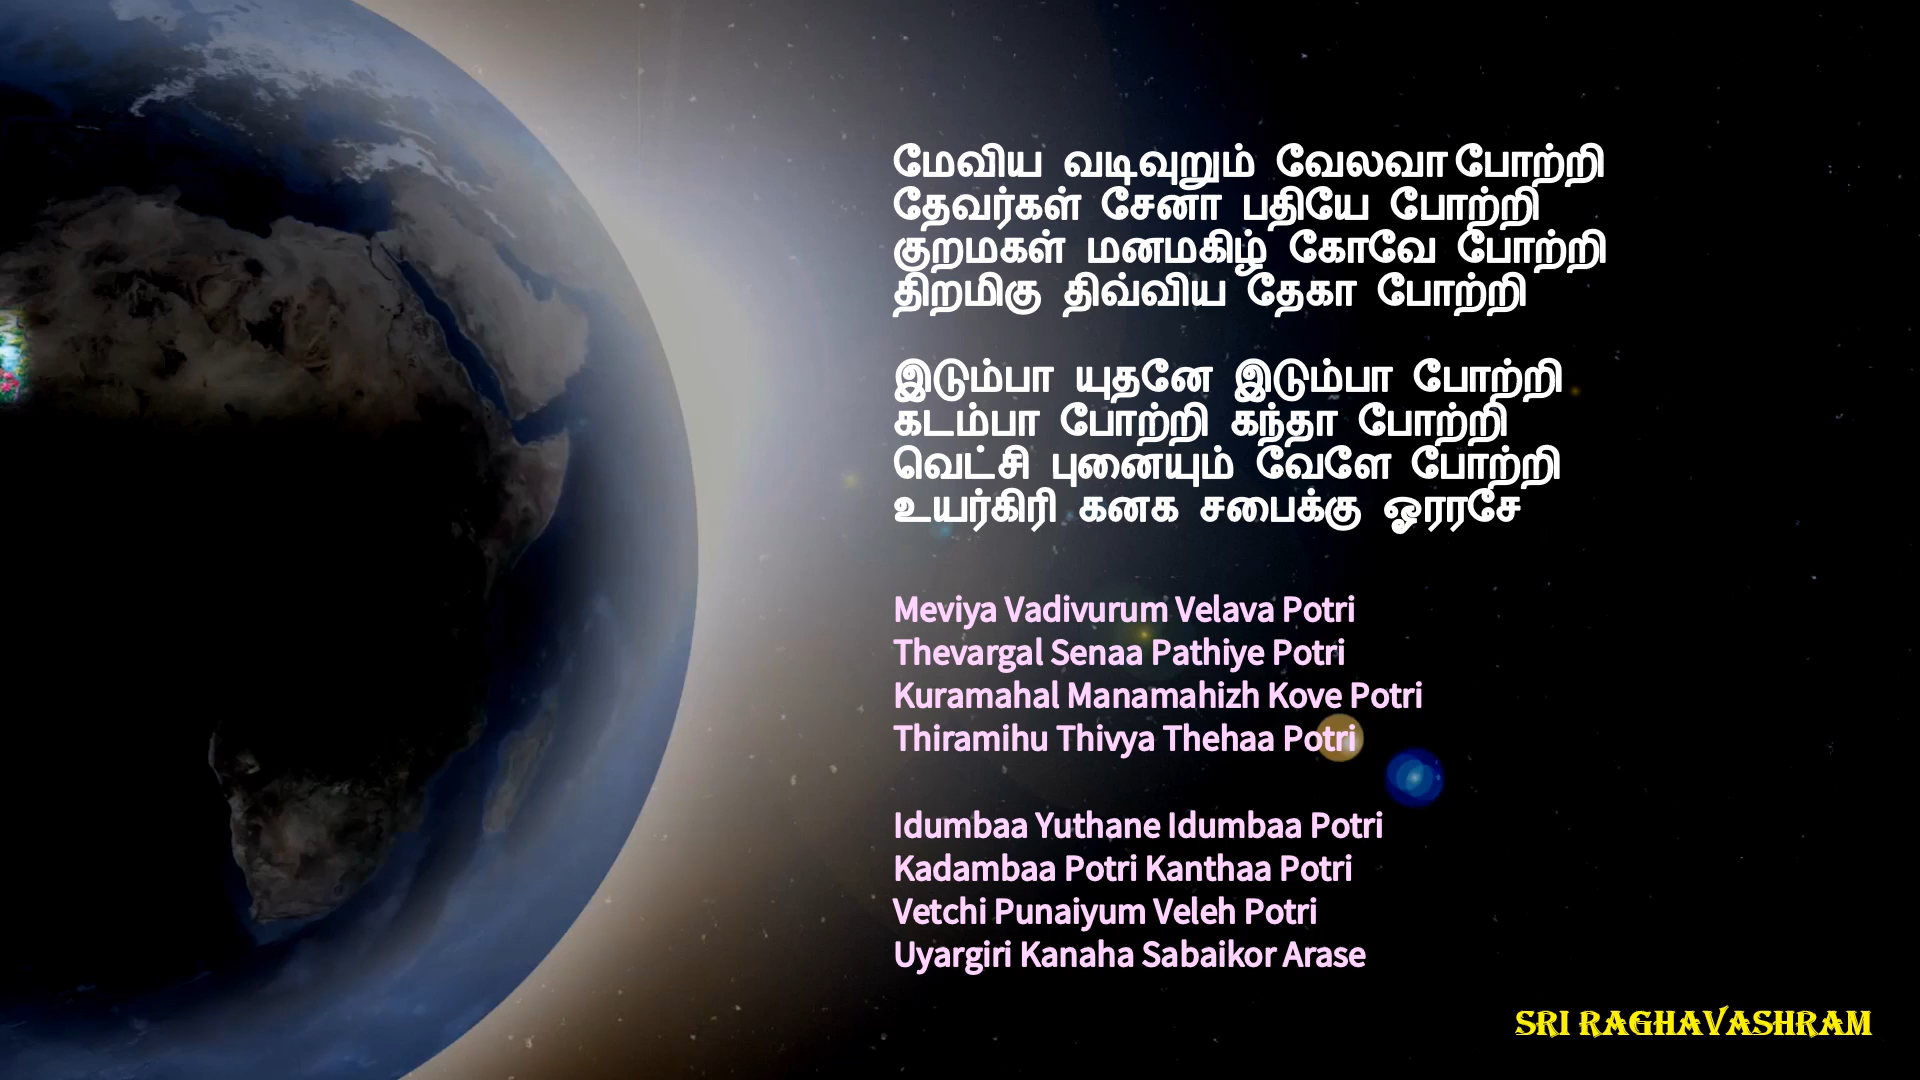 மேவிய வடிவுறும் வேலவா போற்றி
தேவர்கள் சேனா பதியே போற்றி
குறமகள் மனமகிழ் கோவே போற்றி
திறமிகு திவ்விய தேகா போற்றி
இடும்பா யுதனே இடும்பா போற்றி
கடம்பா போற்றி கந்தா போற்றி
வெட்சி புனையும் வேளே போற்றி
உயர்கிரி கனக சபைக்கு ஓரரசே
Meviya Vadivurum Velava Potri
Thevargal Senaa Pathiye Potri
Kuramahal Manamahizh Kove Potri
Thiramihu Thivya Thehaa Potri
Idumbaa Yuthane Idumbaa Potri
Kadambaa Potri Kanthaa Potri
Vetchi Punaiyum Veleh Potri
Uyargiri Kanaha Sabaikor Arase
SRI RAGHAVASHRAM